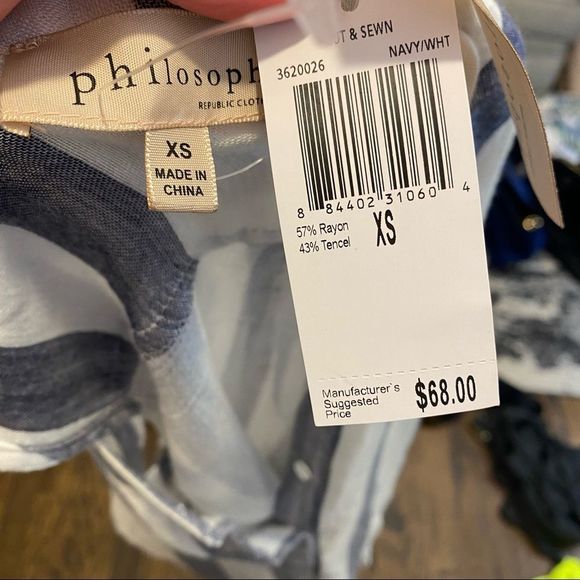 philosoph
REPUBLIC CLOT
XS
MADE IN
CHINA
UT & SEWN
NAVY/WHT
3620026
8 84402 31060 4
57% Rayon
43% Tencel
XS
Manufacturer's
Suggested
Price
$68.00